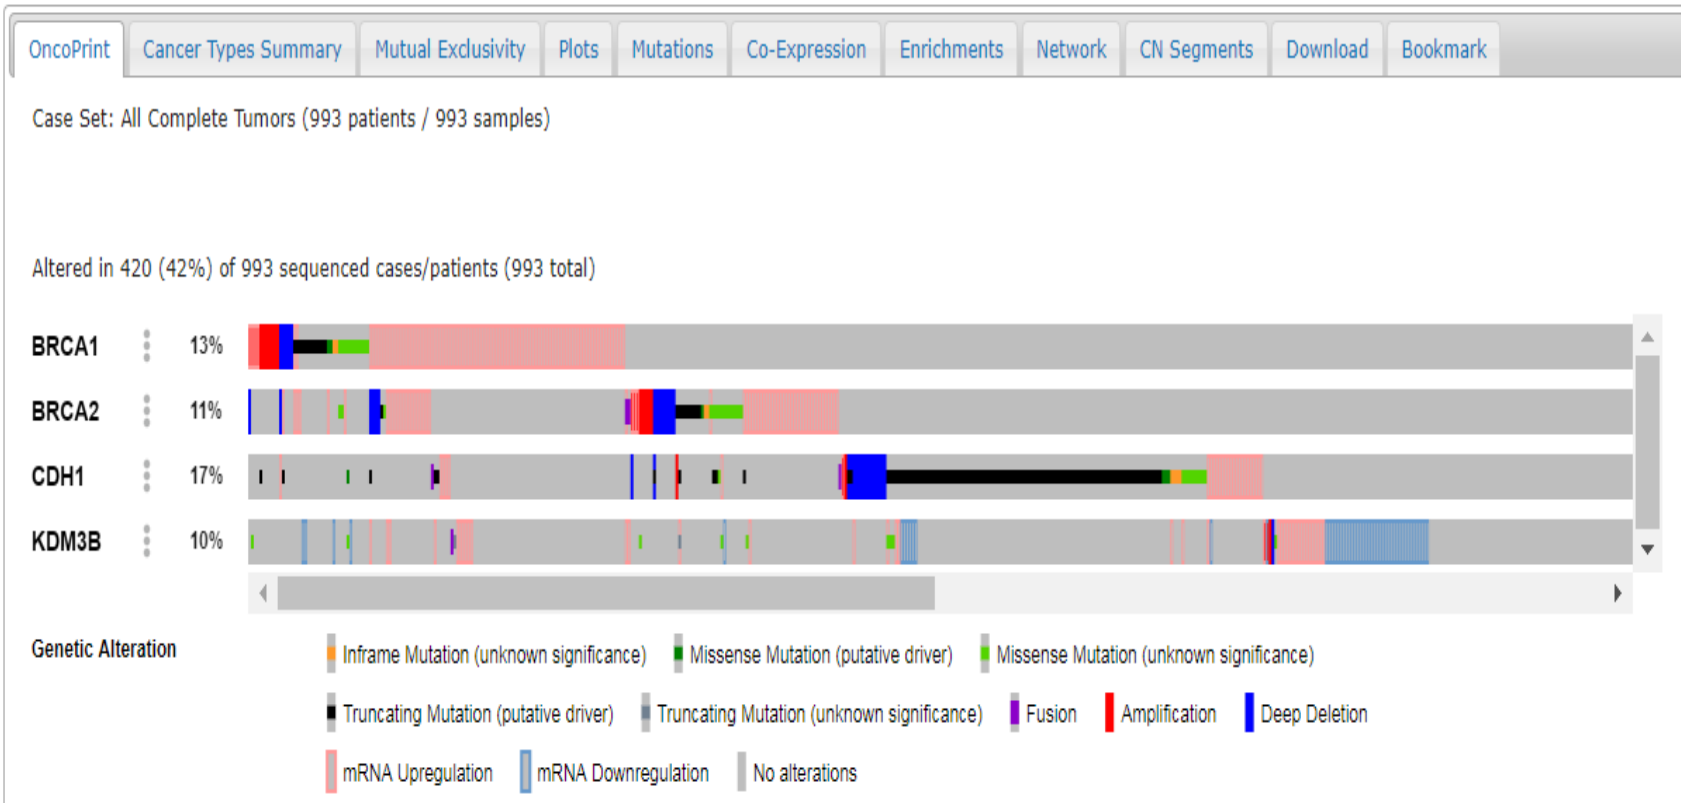 OncoPrint Cancer Types Summary Mutual Exclusivity Plots Mutations Co-Expression Enrichments Network CN Segments Download Bookmark
Case Set: All Complete Tumors (993 patients / 993 samples)
Altered in 420 (42%) of 993 sequenced cases/patients (993 total)
BRCA1 13%
BRCA2 11%
CDH1 17%
KDM3B 10%
Genetic Alteration Inframe Mutation (unknown significance) Missense Mutation (putative driver) Missense Mutation (unknown significance)
Truncating Mutation (putative driver) Truncating Mutation (unknown significance) Fusion Amplification Deep Deletion
mRNA Upregulation mRNA Downregulation No alterations